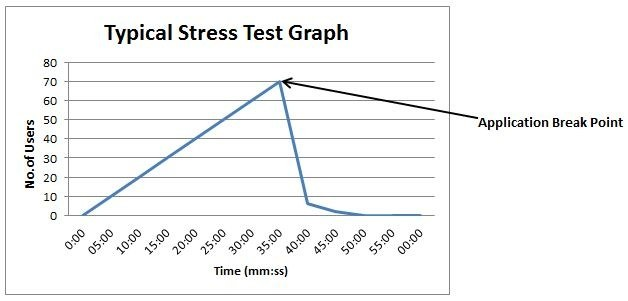 Typical Stress Test Graph
80
70
60
50
40
30
20
10
0
No.of Users
Application Break Point
0:00 05:00 10:00 15:00 20:00 25:00 30:00 35:00 40:00 45:00 50:00 55:00 00:00
Time (mm:ss)